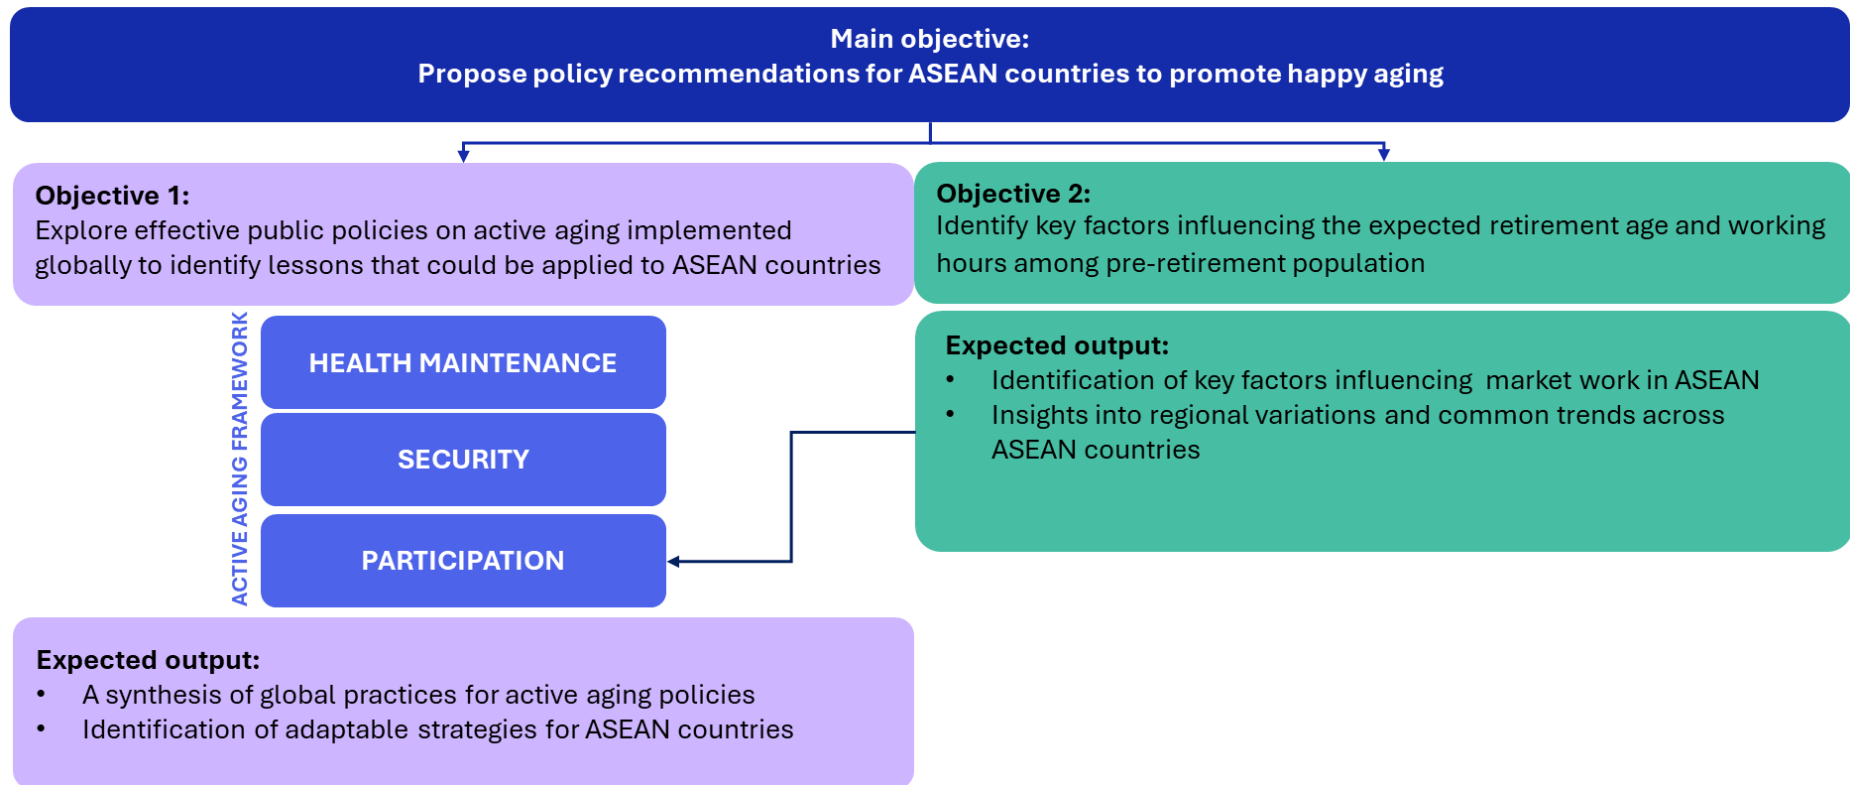 Main objective:
Propose policy recommendations for ASEAN countries to promote happy aging
Objective 1:
Explore effective public policies on active aging implemented
globally to identify lessons that could be applied to ASEAN countries
Objective 2:
Identify key factors influencing the expected retirement age and working
hours among pre-retirement population
ACTIVE AGING FRAMEWORK
HEALTH MAINTENANCE
SECURITY
PARTICIPATION
Expected output:
• Identification of key factors influencing market work in ASEAN
• Insights into regional variations and common trends across
ASEAN countries
Expected output:
• A synthesis of global practices for active aging policies
• Identification of adaptable strategies for ASEAN countries